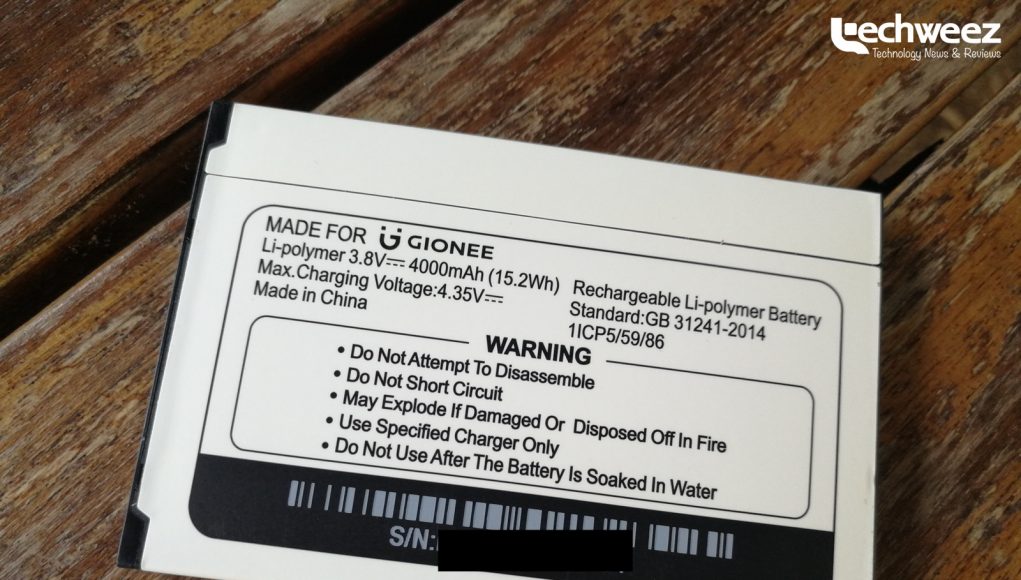 techweez
Technology News & Reviews
MADE FOR GIONEE
Li-polymer 3.8V⎓ 4000mAh (15.2Wh)
Max.Charging Voltage:4.35V⎓
Made in China
Rechargeable Li-polymer Battery
Standard:GB 31241-2014
1ICP5/59/86
WARNING
• Do Not Attempt To Disassemble
• Do Not Short Circuit
• May Explode If Damaged Or Disposed Off In Fire
• Use Specified Charger Only
• Do Not Use After The Battery Is Soaked In Water
S/N: